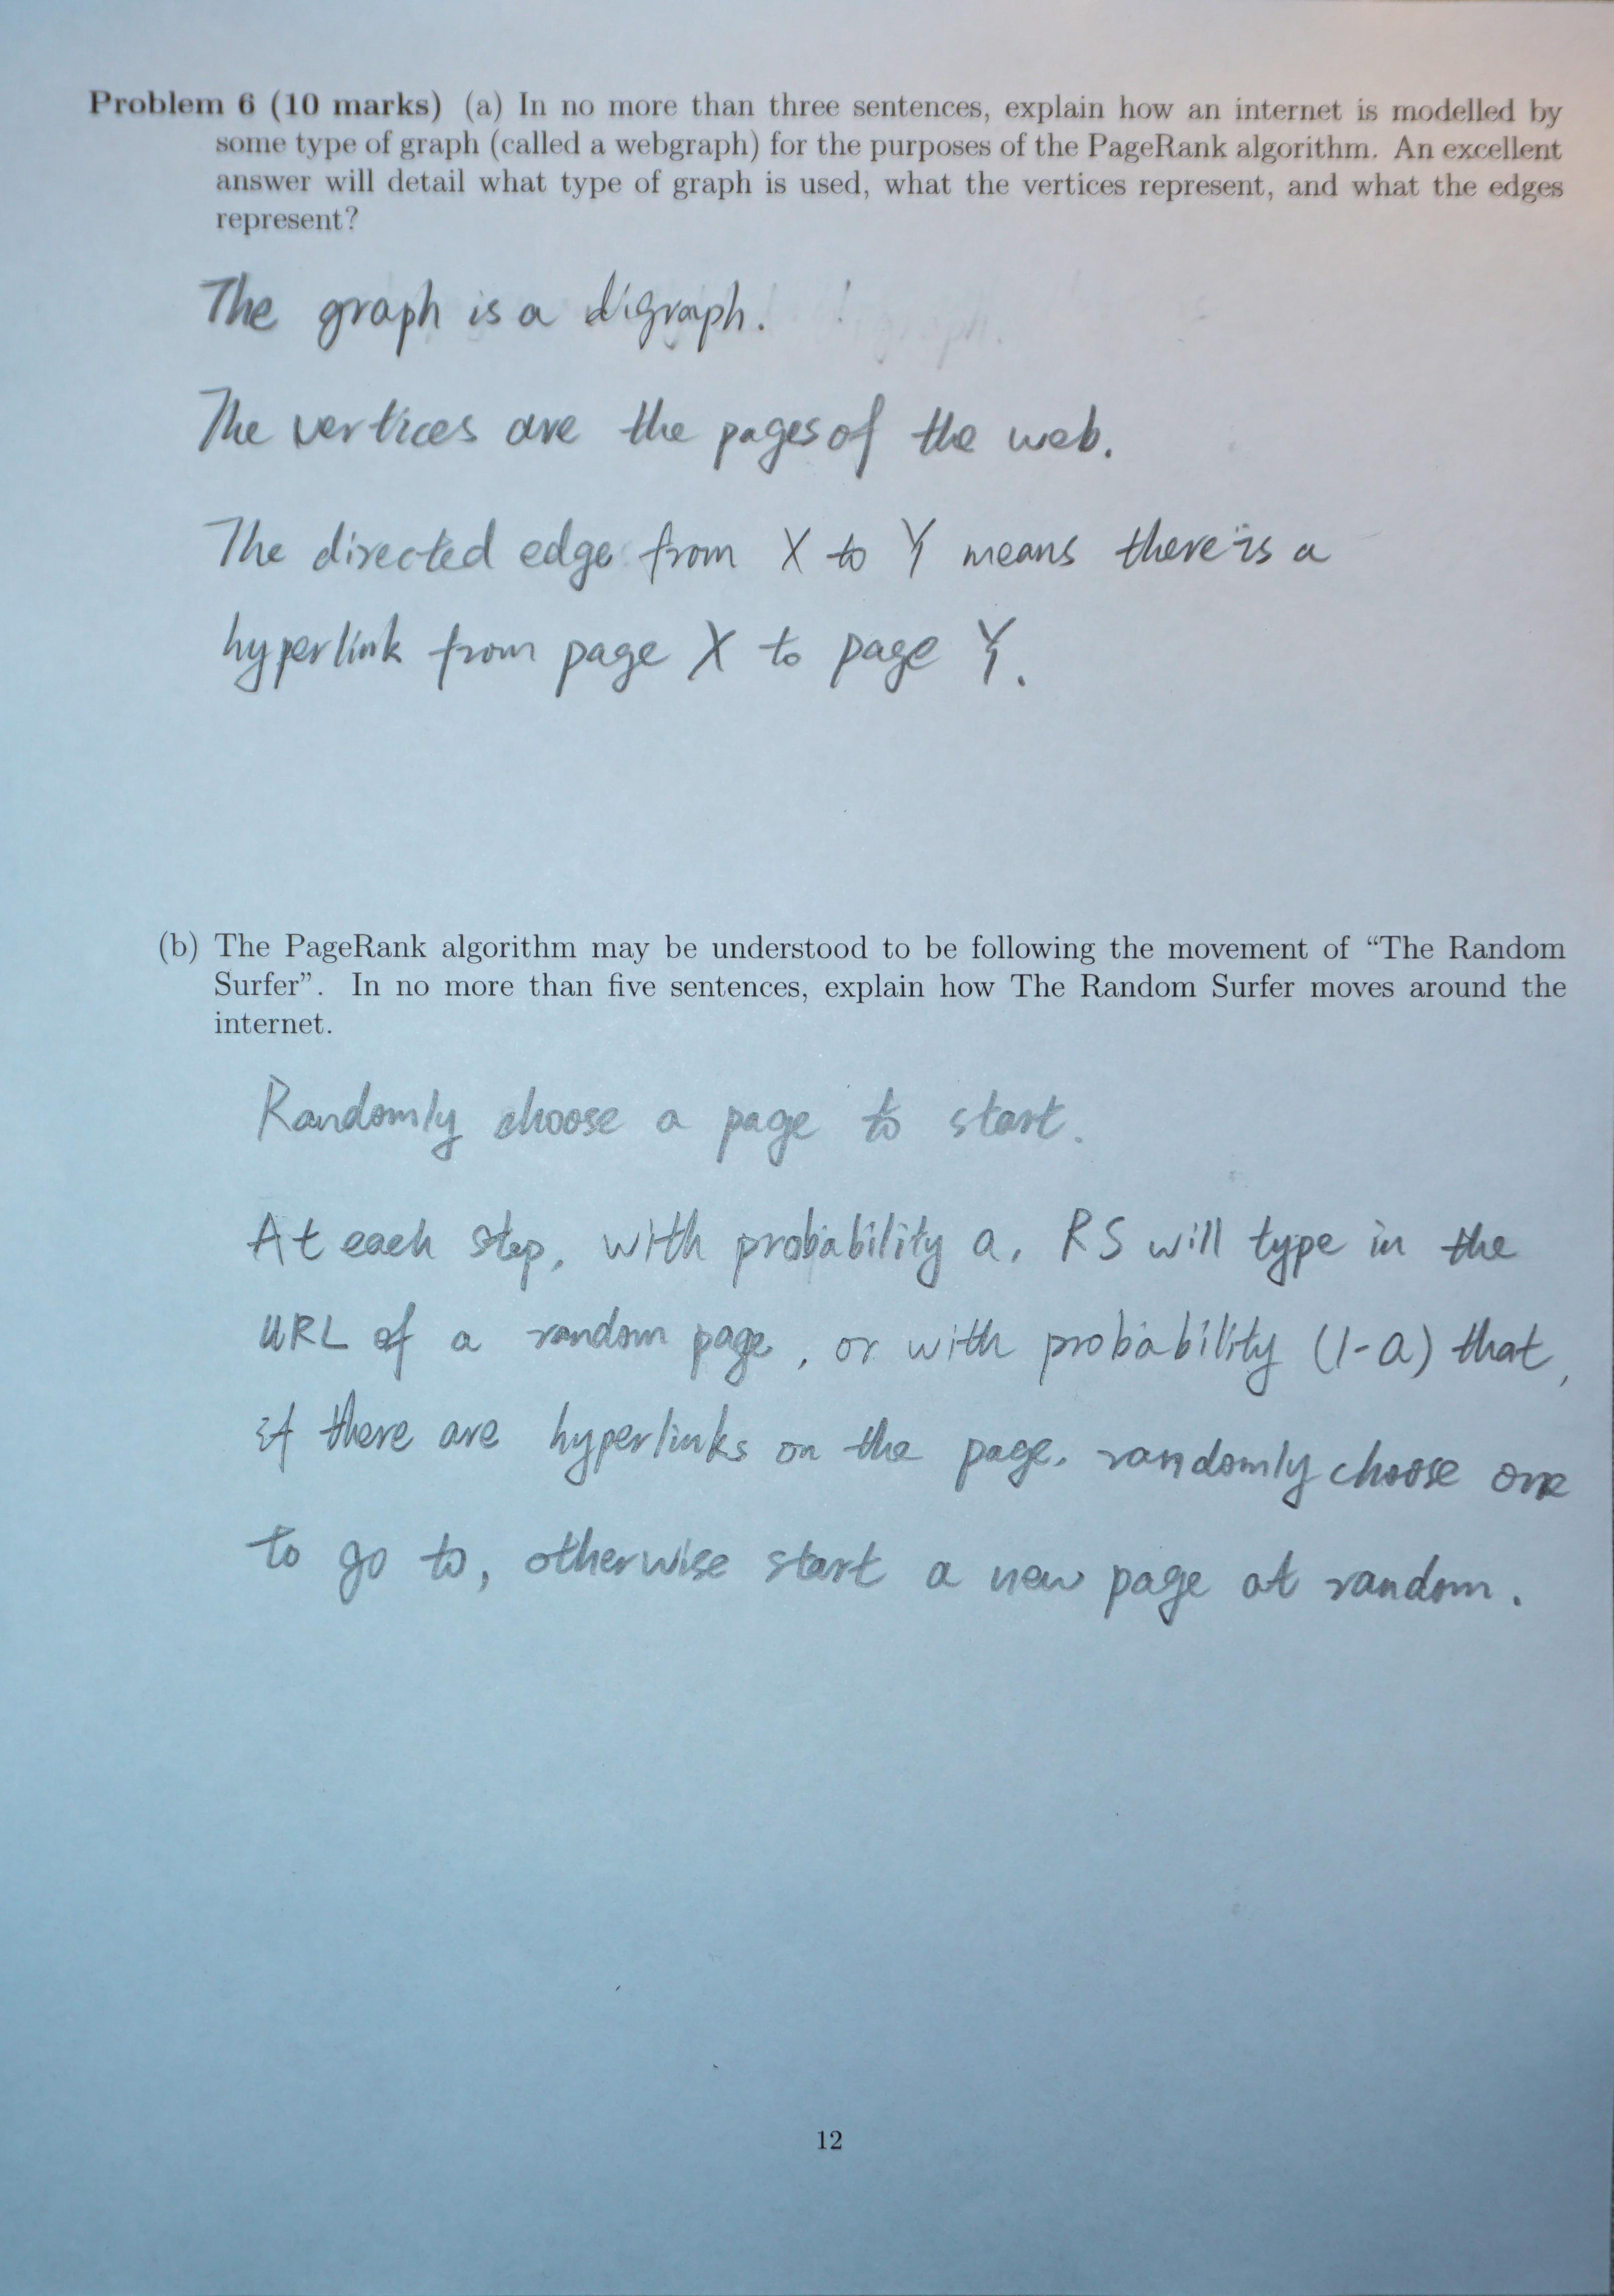 Problem 6 (10 marks) (a) In no more than three sentences, explain how an internet is modelled by
some type of graph (called a webgraph) for the purposes of the PageRank algorithm. An excellent
answer will detail what type of graph is used, what the vertices represent, and what the edges
represent?
The graph is a digraph.
The vertices are the pages of the web.
The directed edge from X to Y means there is a
hyperlink from page X to page Y.
(b) The PageRank algorithm may be understood to be following the movement of “The Random
Surfer”. In no more than five sentences, explain how The Random Surfer moves around the
internet.
Randomly choose a page to start.
At each step, with probability a, RS will type in the
URL of a random page, or with probability (1-a) that,
if there are hyperlinks on the page, randomly choose one
to go to, otherwise start a new page at random.
12